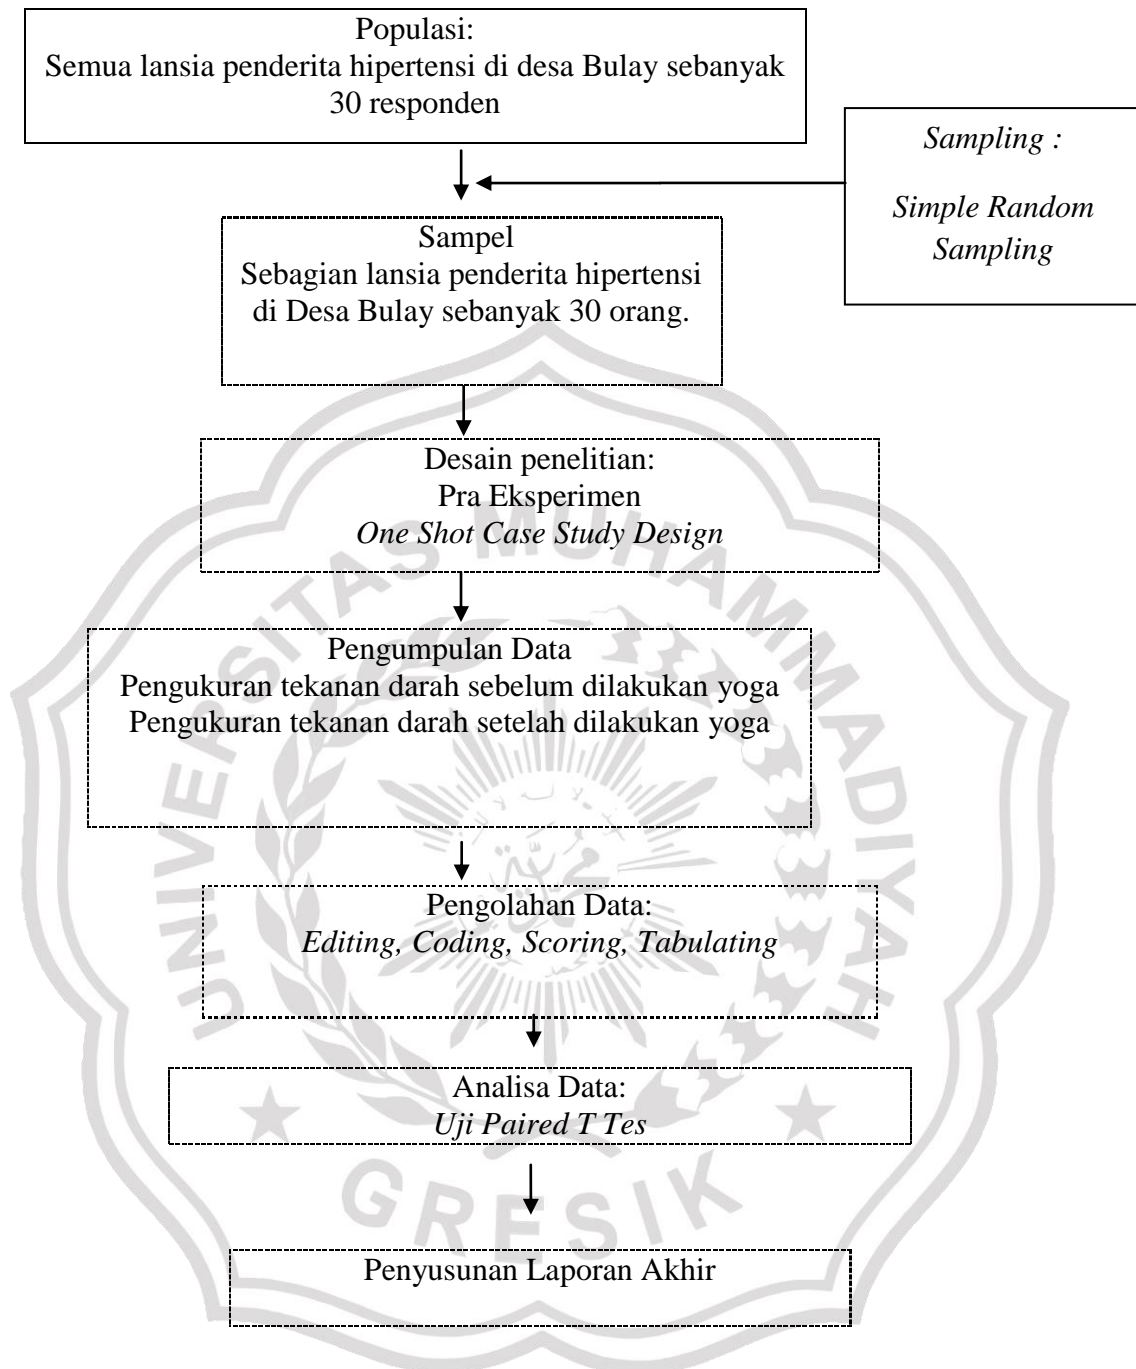 Populasi:
Semua lansia penderita hipertensi di desa Bulay sebanyak
30 responden
Sampling :
Simple Random
Sampling
Sampel
Sebagian lansia penderita hipertensi
di Desa Bulay sebanyak 30 orang.
Desain penelitian:
Pra Eksperimen
One Shot Case Study Design
Pengumpulan Data
Pengukuran tekanan darah sebelum dilakukan yoga
Pengukuran tekanan darah setelah dilakukan yoga
Pengolahan Data:
Editing, Coding, Scoring, Tabulating
Analisa Data:
Uji Paired T Tes
Penyusunan Laporan Akhir
UNIVERSITAS MUHAMMADIYAH
GRESIK